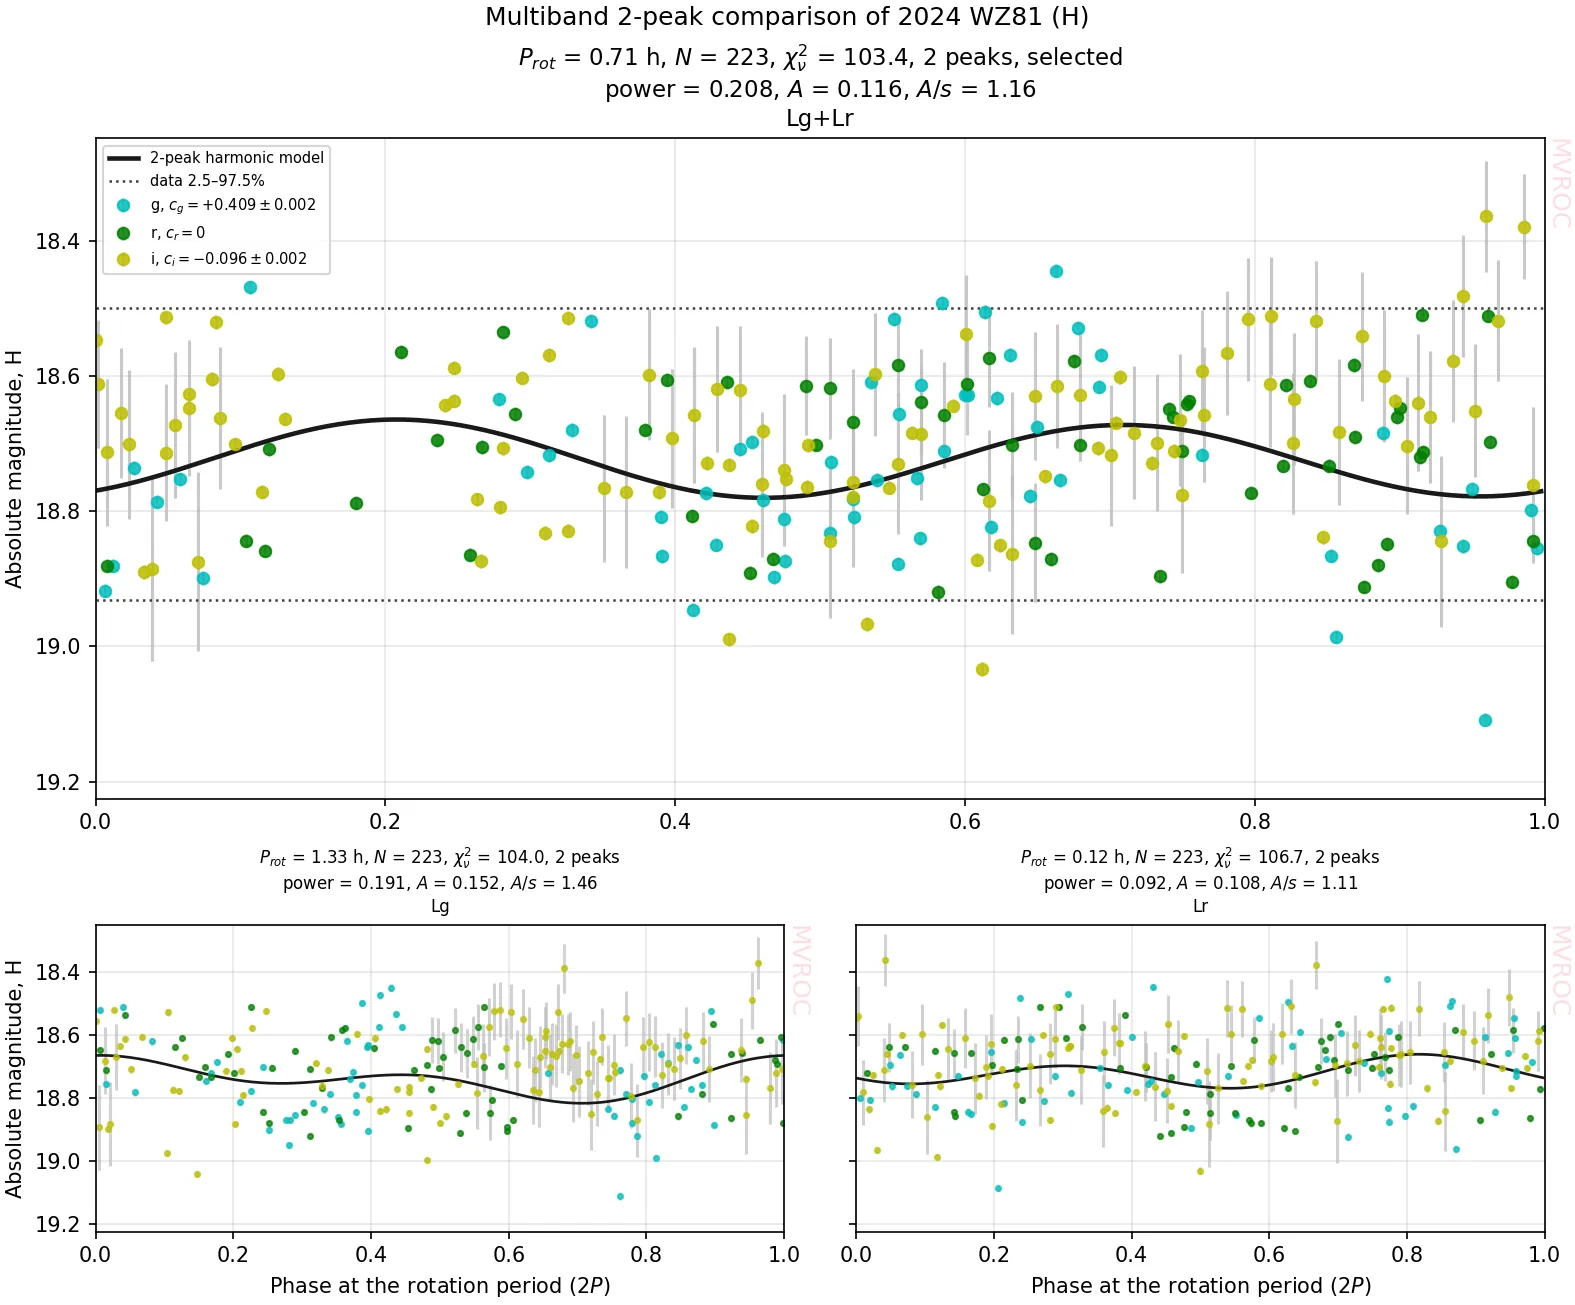 Multiband 2-peak comparison of 2024 WZ81 (H)
P_rot = 0.71 h, N = 223, χ²_ν = 103.4, 2 peaks, selected
power = 0.208, A = 0.116, A/s = 1.16
Lg+Lr
2-peak harmonic model
data 2.5–97.5%
g, c_g = +0.409 ± 0.002
r, c_r = 0
i, c_i = −0.096 ± 0.002
MVROC
Absolute magnitude, H
18.4
18.6
18.8
19.0
19.2
0.0 0.2 0.4 0.6 0.8 1.0
P_rot = 1.33 h, N = 223, χ²_ν = 104.0, 2 peaks
power = 0.191, A = 0.152, A/s = 1.46
Lg
MVROC
Absolute magnitude, H
18.4
18.6
18.8
19.0
19.2
0.0 0.2 0.4 0.6 0.8 1.0
Phase at the rotation period (2P)
P_rot = 0.12 h, N = 223, χ²_ν = 106.7, 2 peaks
power = 0.092, A = 0.108, A/s = 1.11
Lr
MVROC
0.0 0.2 0.4 0.6 0.8 1.0
Phase at the rotation period (2P)